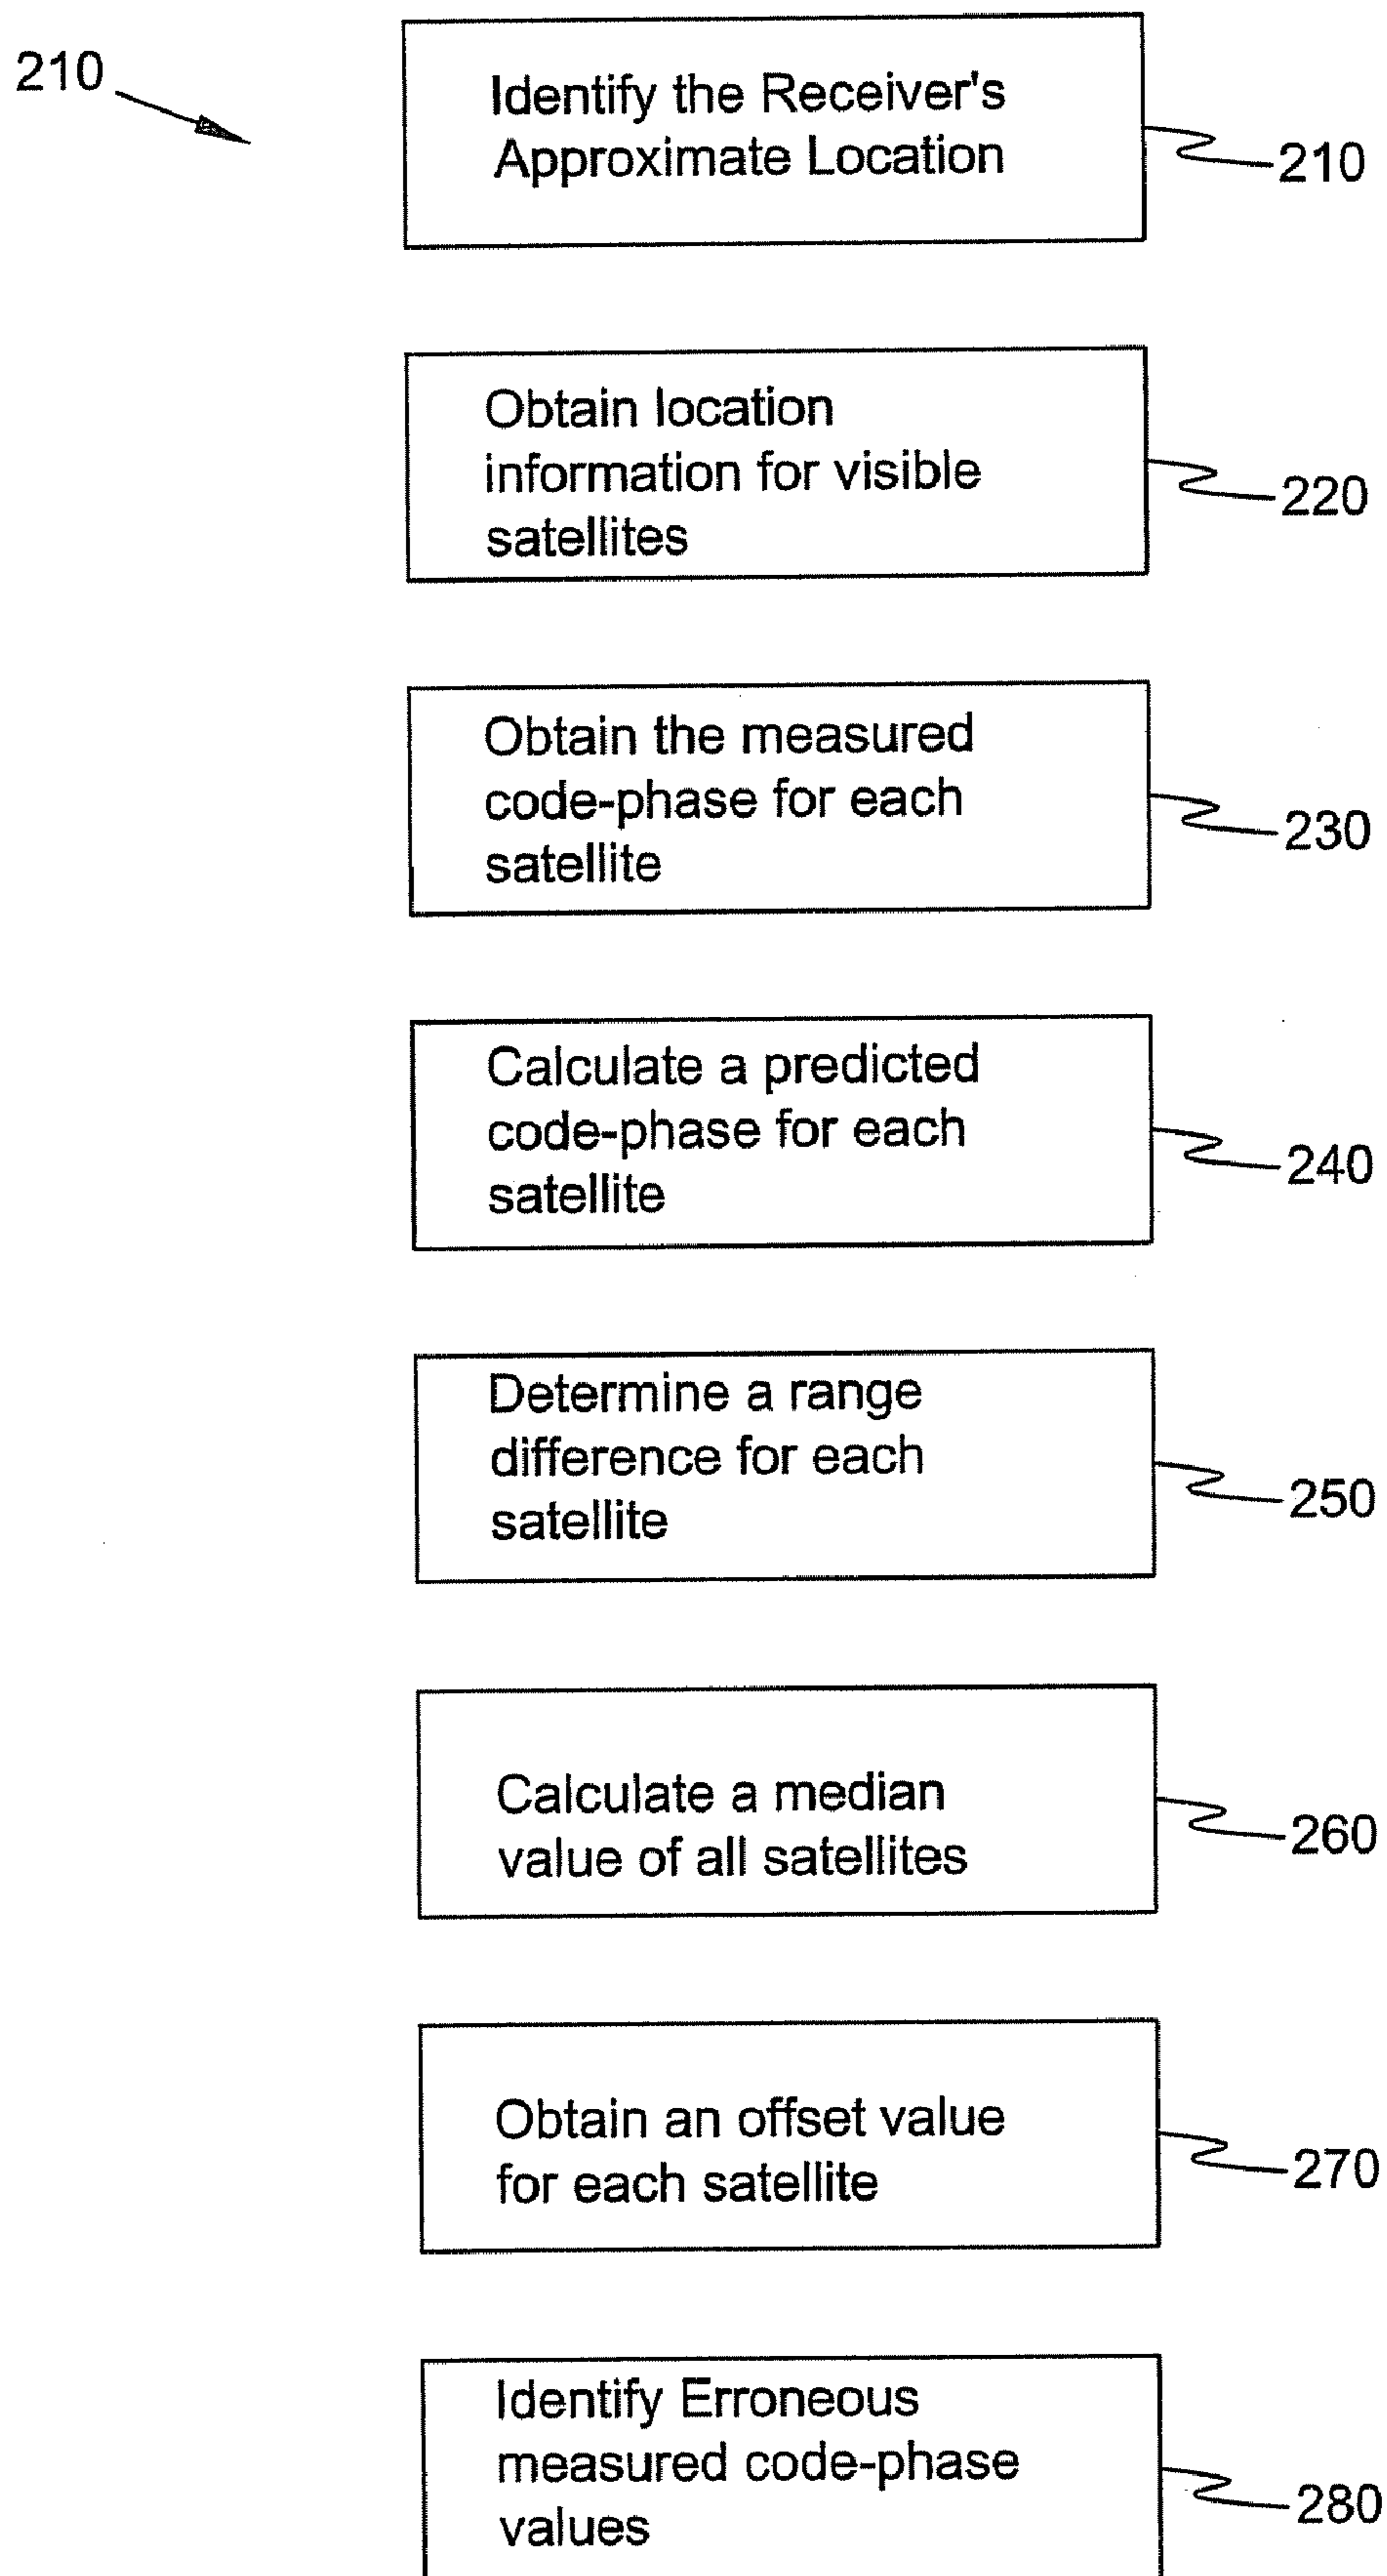 210
Identify the Receiver's
Approximate Location
210
Obtain location
information for visible
satellites
220
Obtain the measured
code-phase for each
satellite
230
Calculate a predicted
code-phase for each
satellite
240
Determine a range
difference for each
satellite
250
Calculate a median
value of all satellites
260
Obtain an offset value
for each satellite
270
Identify Erroneous
measured code-phase
values
280